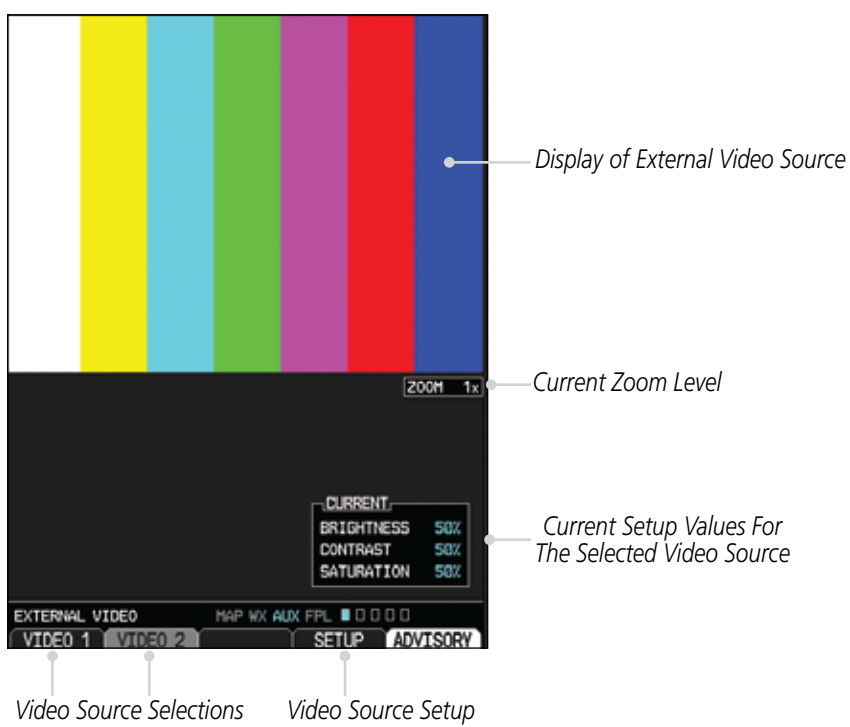 Display of External Video Source
ZOOM 1x
Current Zoom Level
CURRENT
BRIGHTNESS 50%
CONTRAST 50%
SATURATION 50%
Current Setup Values For
The Selected Video Source
EXTERNAL VIDEO MAP WX AUX FPL
VIDEO 1 VIDEO 2 SETUP ADVISORY
Video Source Selections Video Source Setup